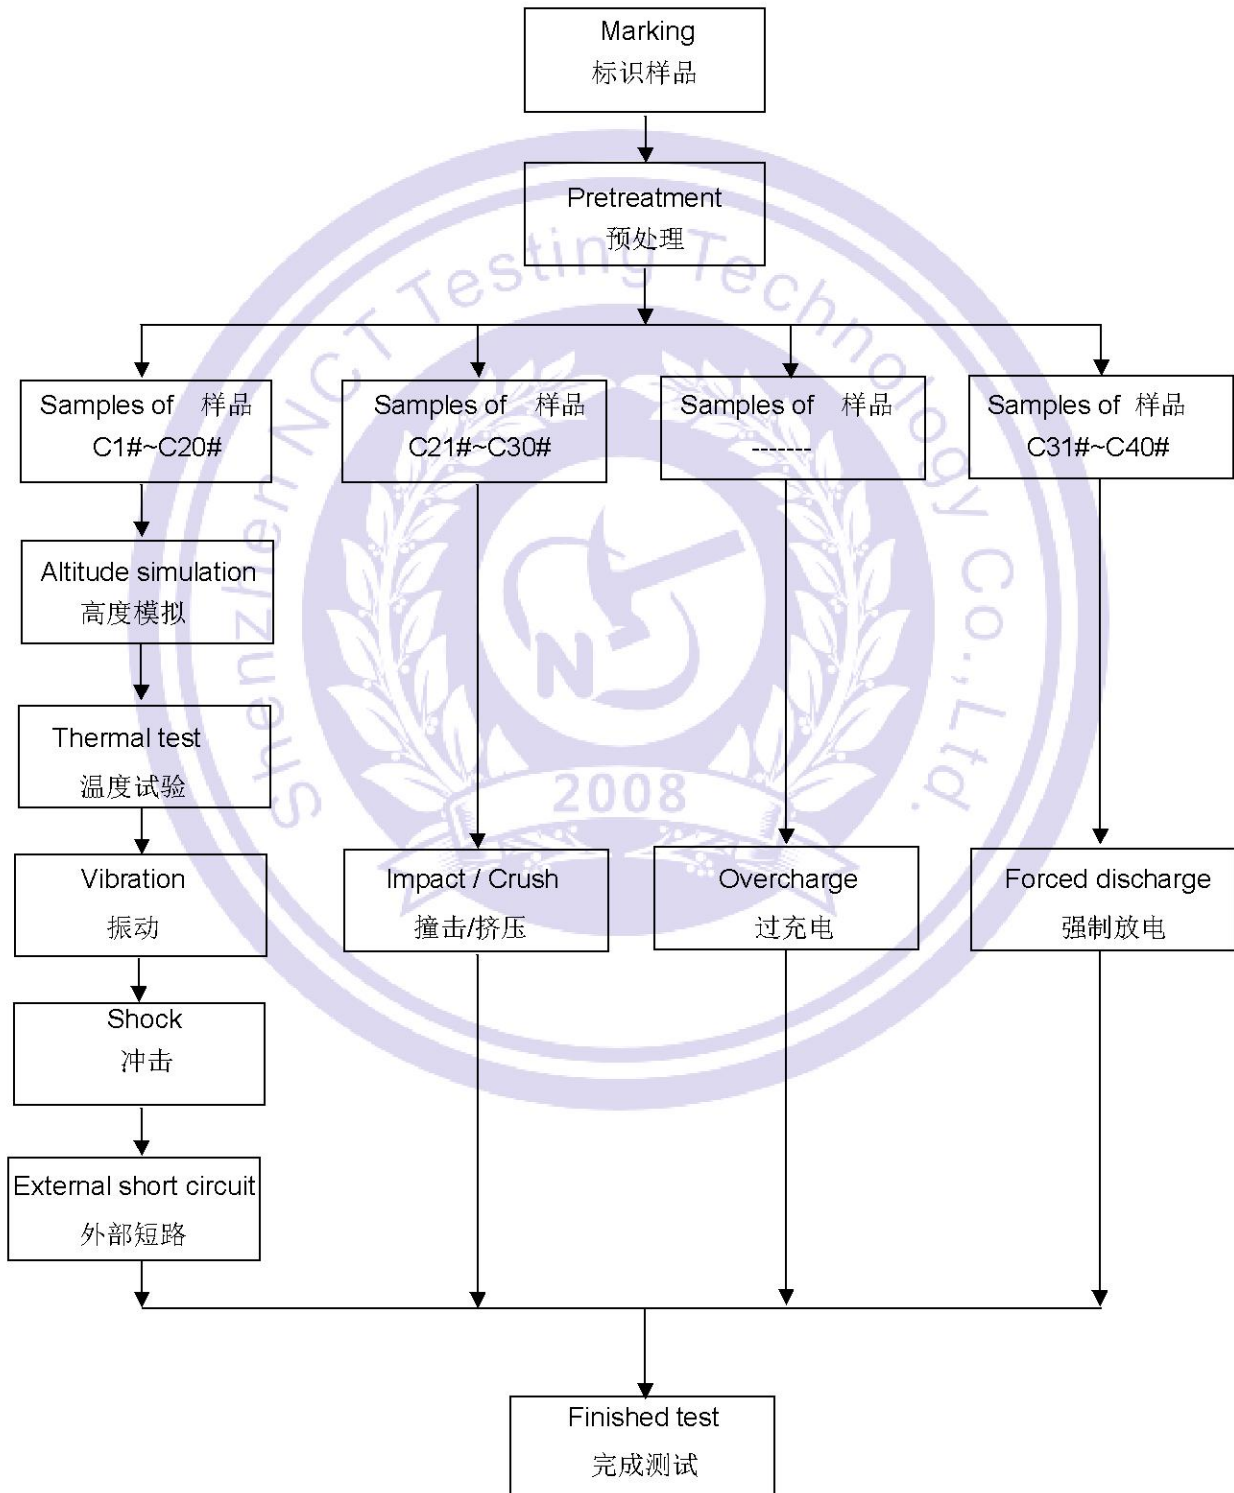 Marking
标识样品
Pretreatment
预处理
Samples of 样品
C1#~C20#
Samples of 样品
C21#~C30#
Samples of 样品
-------
Samples of 样品
C31#~C40#
Altitude simulation
高度模拟
Thermal test
温度试验
Vibration
振动
Impact / Crush
撞击/挤压
Overcharge
过充电
Forced discharge
强制放电
Shock
冲击
External short circuit
外部短路
Finished test
完成测试
Shenzhen NCT Testing Technology Co.,Ltd.
N
2008